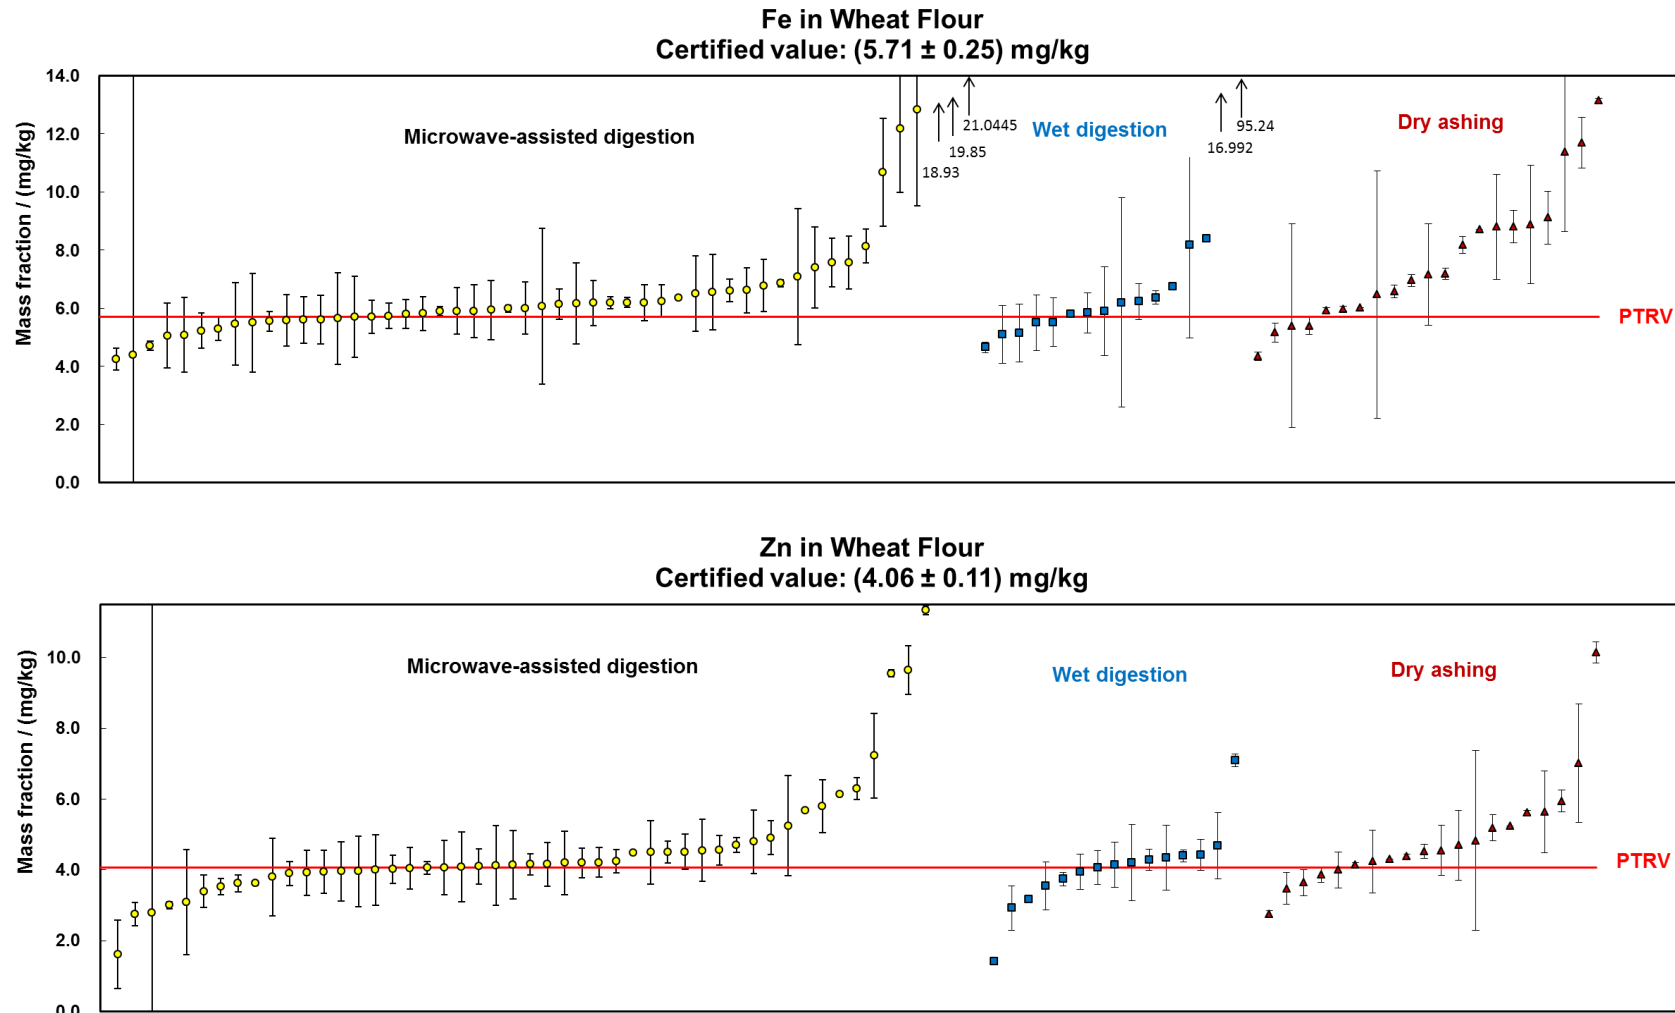 Fe in Wheat Flour
Certified value: (5.71 ± 0.25) mg/kg
Mass fraction / (mg/kg)
14.0
12.0
10.0
8.0
6.0
4.0
2.0
0.0
Microwave-assisted digestion
18.93
19.85
21.0445
Wet digestion
16.992
95.24
Dry ashing
PTRV
Zn in Wheat Flour
Certified value: (4.06 ± 0.11) mg/kg
Mass fraction / (mg/kg)
10.0
8.0
6.0
4.0
2.0
0.0
Microwave-assisted digestion
Wet digestion
Dry ashing
PTRV